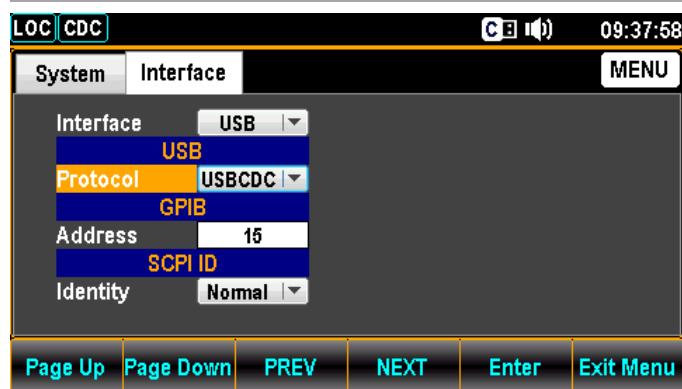 LOC CDC C 09:37:58
System Interface MENU
Interface USB
USB
Protocol USBCDC
GPIB
Address 15
SCPI ID
Identity Normal
Page Up Page Down PREV NEXT Enter Exit Menu